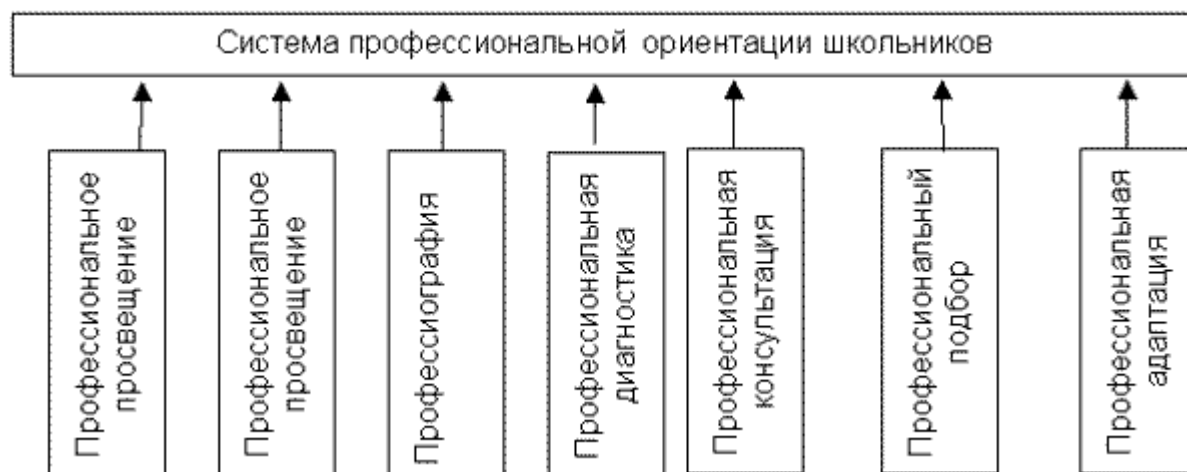 Система профессиональной ориентации школьников
Профессиональное
просвещение
Профессиональное
просвещение
Профессиография
Профессиональная
диагностика
Профессиональная
консультация
Профессиональный
подбор
Профессиональная
адаптация